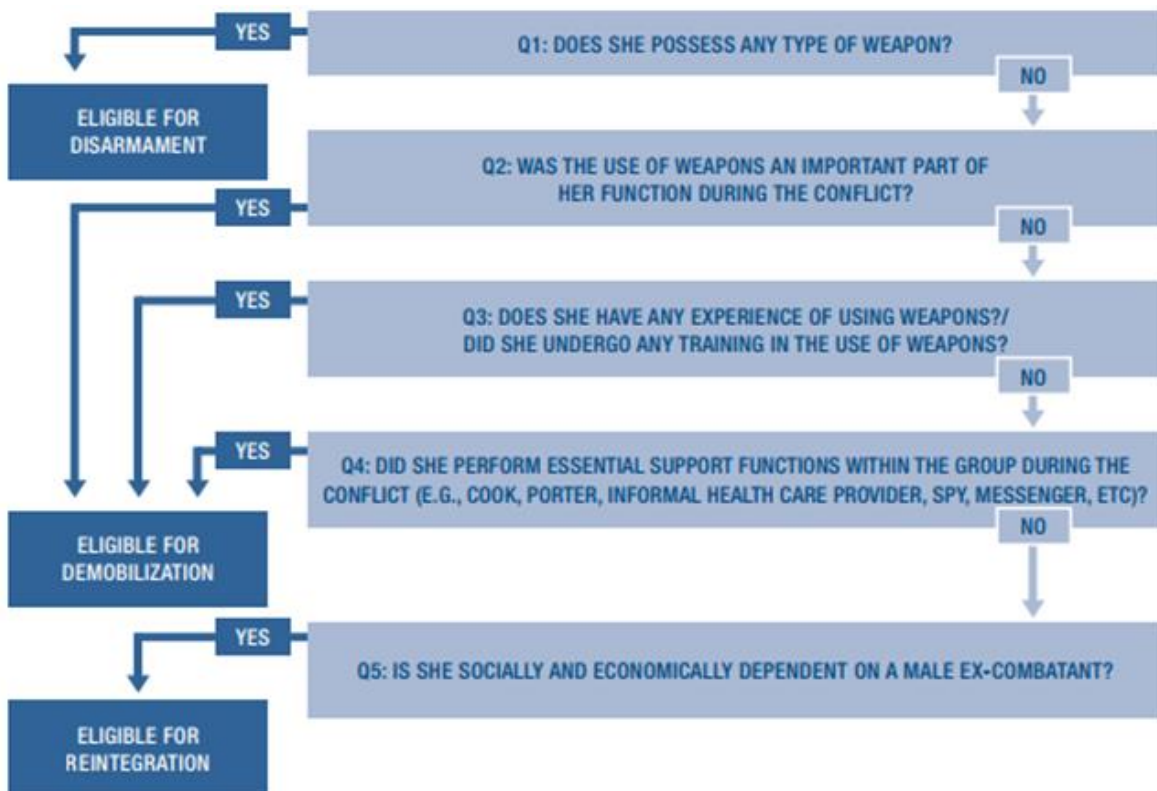 YES
Q1: DOES SHE POSSESS ANY TYPE OF WEAPON?
NO
ELIGIBLE FOR
DISARMAMENT
Q2: WAS THE USE OF WEAPONS AN IMPORTANT PART OF
HER FUNCTION DURING THE CONFLICT?
YES
NO
YES
Q3: DOES SHE HAVE ANY EXPERIENCE OF USING WEAPONS?/
DID SHE UNDERGO ANY TRAINING IN THE USE OF WEAPONS?
NO
YES
Q4: DID SHE PERFORM ESSENTIAL SUPPORT FUNCTIONS WITHIN THE GROUP DURING THE
CONFLICT (E.G., COOK, PORTER, INFORMAL HEALTH CARE PROVIDER, SPY, MESSENGER, ETC)?
NO
ELIGIBLE FOR
DEMOBILIZATION
YES
Q5: IS SHE SOCIALLY AND ECONOMICALLY DEPENDENT ON A MALE EX-COMBATANT?
ELIGIBLE FOR
REINTEGRATION